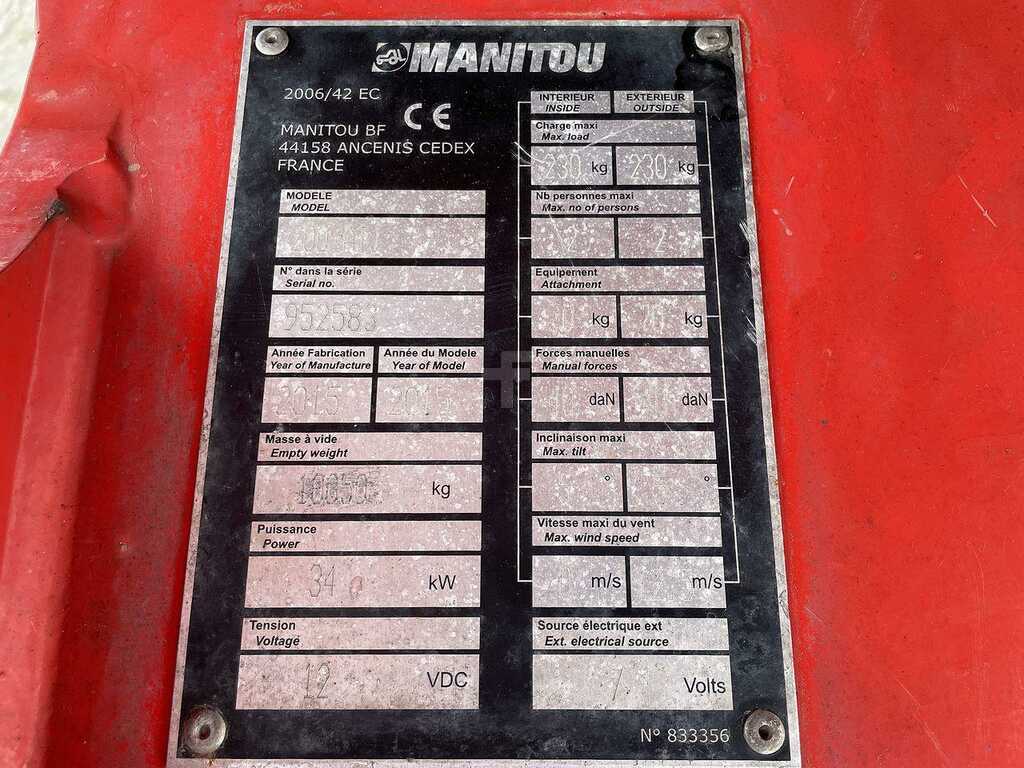 MANITOU
2006/42 EC CE
MANITOU BF
44158 ANCENIS CEDEX
FRANCE
MODELE
MODEL
N° dans la série
Serial no.
952583
Année Fabrication
Year of Manufacture
Année du Modele
Year of Model
2015
Masse à vide
Empty weight
kg
Puissance
Power
34 kW
Tension
Voltage
12 VDC
INTERIEUR
INSIDE
EXTERIEUR
OUTSIDE
Charge maxi
Max. load
230 kg 230 kg
Nb personnes maxi
Max. no of persons
2 2
Equipement
Attachment
kg kg
Forces manuelles
Manual forces
daN daN
Inclinaison maxi
Max. tilt
° °
Vitesse maxi du vent
Max. wind speed
m/s m/s
Source électrique ext
Ext. electrical source
/ Volts
N° 833356